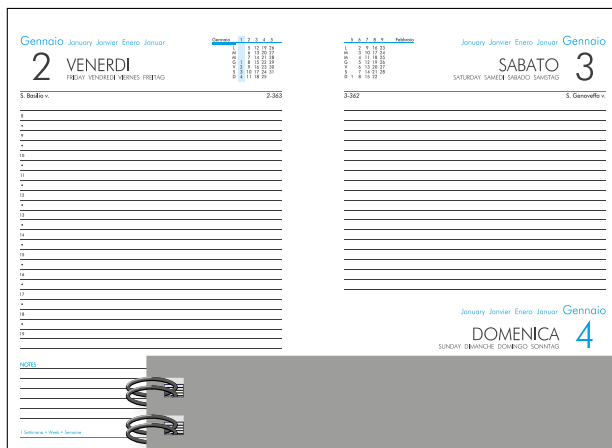 Gennaio January Janvier Enero Januar
2 VENERDI
FRIDAY VENDREDI VIERNES FREITAG
Gennaio 1 2 3 4 5
L 5 12 19 26
M 6 13 20 27
M 7 14 21 28
G 1 8 15 22 29
V 2 9 16 23 30
S 3 10 17 24 31
D 4 11 18 25
S. Basilio v. 2-363
8
9
10
11
12
13
14
15
16
17
18
19
NOTES
1 Settimana • Week • Semaine
5 6 7 8 9 Febbraio
L 2 9 16 23
M 3 10 17 24
M 4 11 18 25
G 5 12 19 26
V 6 13 20 27
S 7 14 21 28
D 1 8 15 22
January Janvier Enero Januar Gennaio
SABATO 3
SATURDAY SAMEDI SABADO SAMSTAG
3-362 S. Genoveffa v.
January Janvier Enero Januar Gennaio
DOMENICA 4
SUNDAY DIMANCHE DOMINGO SONNTAG